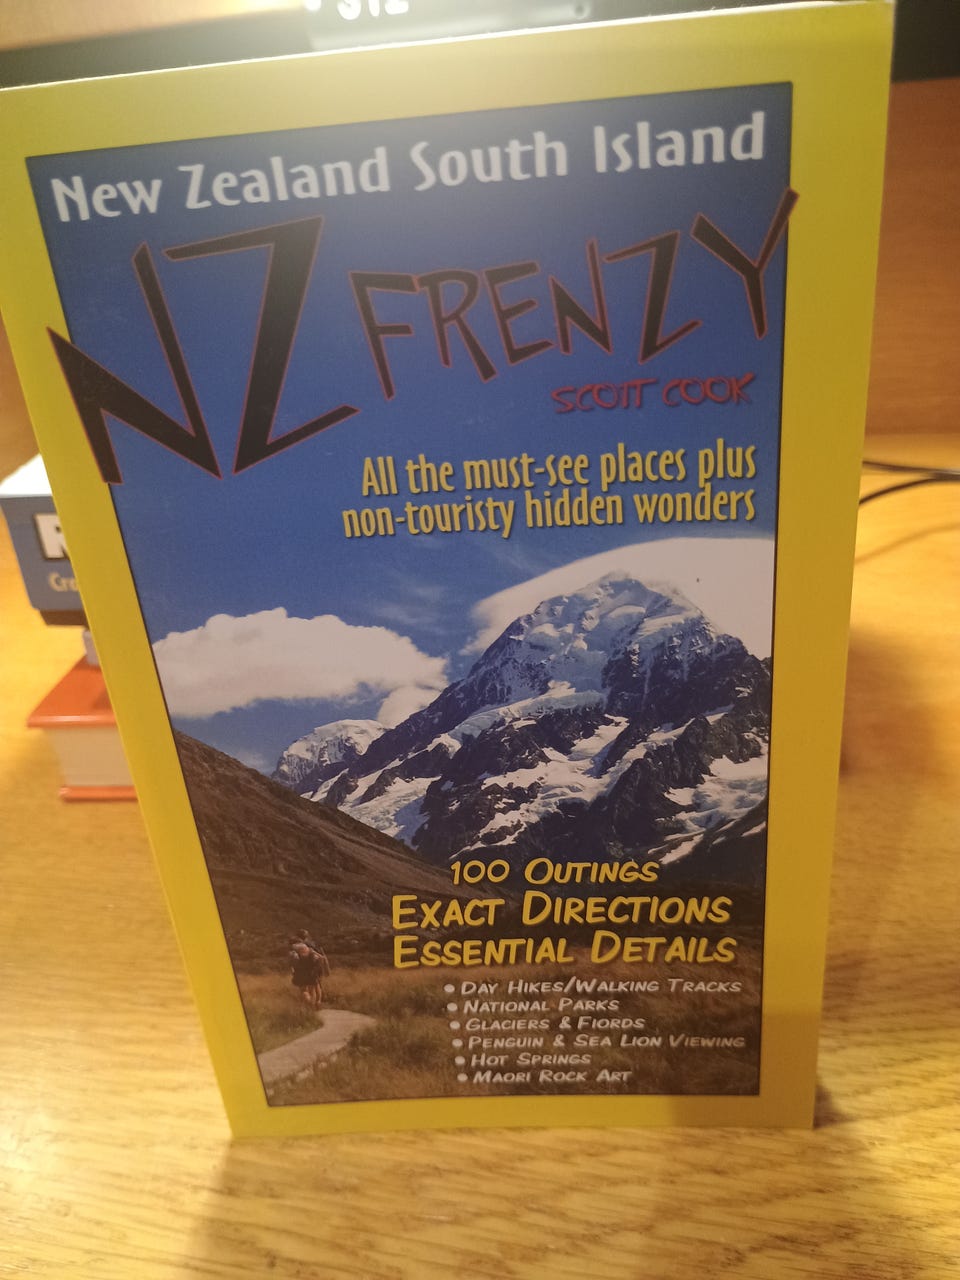 New Zealand South Island
NZ FRENZY
SCOTT COOK
All the must-see places plus
non-touristy hidden wonders
100 OUTINGS
EXACT DIRECTIONS
ESSENTIAL DETAILS
• DAY HIKES/WALKING TRACKS
• NATIONAL PARKS
• GLACIERS & FIORDS
• PENGUIN & SEA LION VIEWING
• HOT SPRINGS
• MAORI ROCK ART